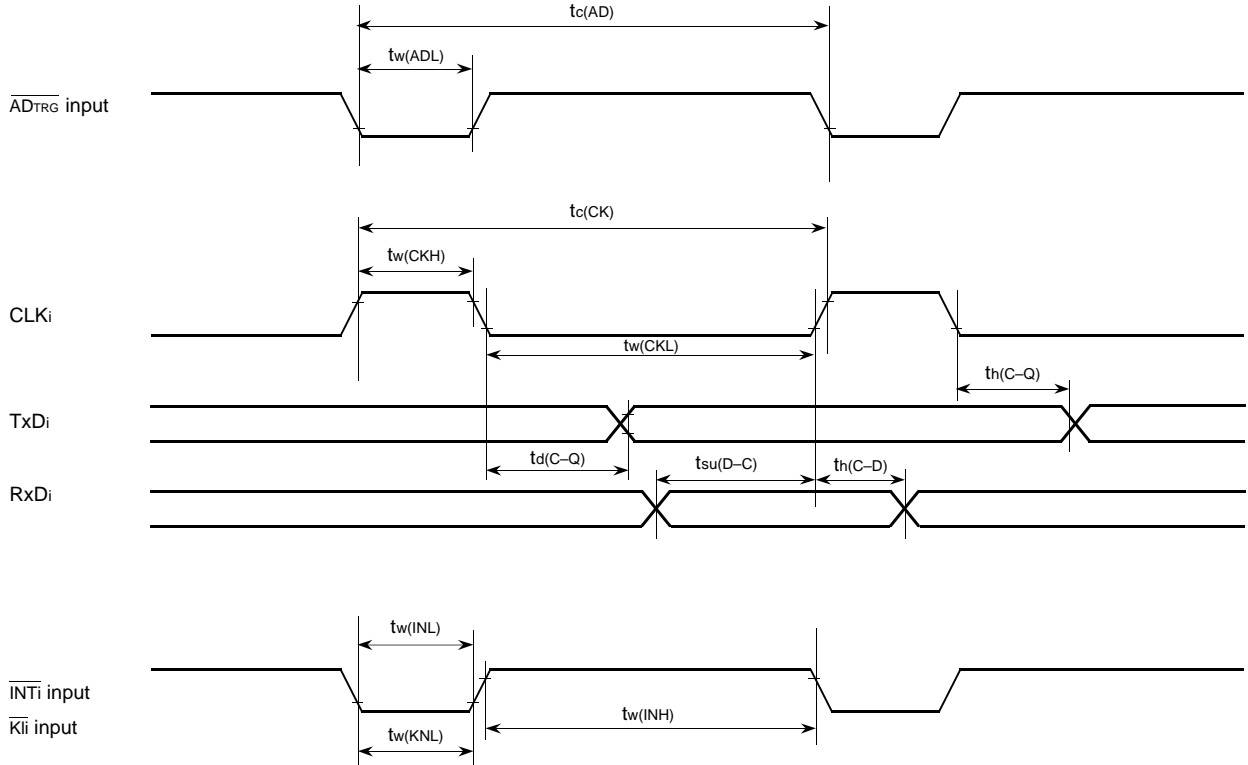 tc(AD)
tw(ADL)
ADTRG input
tc(CK)
tw(CKH)
CLKi
tw(CKL)
th(C–Q)
TxDi
td(C–Q)
tsu(D–C)
th(C–D)
RxDi
tw(INL)
INTi input
KIi input
tw(INH)
tw(KNL)